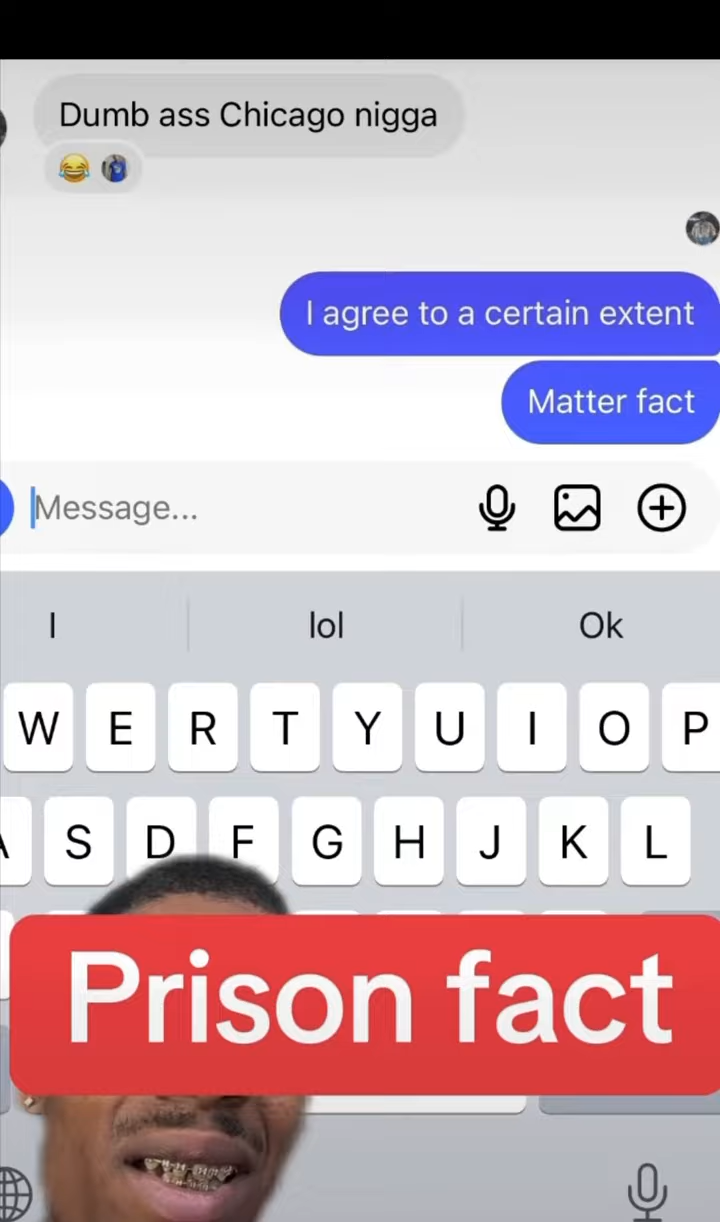 Dumb ass Chicago nigga
I agree to a certain extent
Matter fact
Message...
I lol Ok
W E R T Y U I O P
A S D F G H J K L
Prison fact